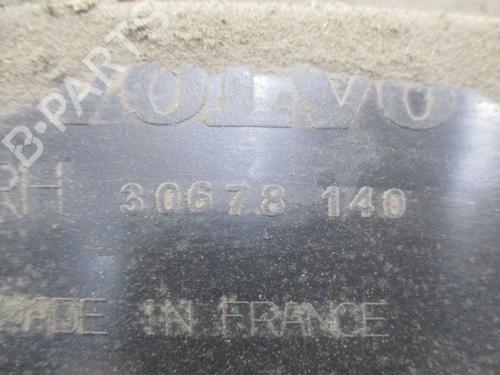 B-PARTS
VOLVO
RH 30678 140
MADE IN FRANCE